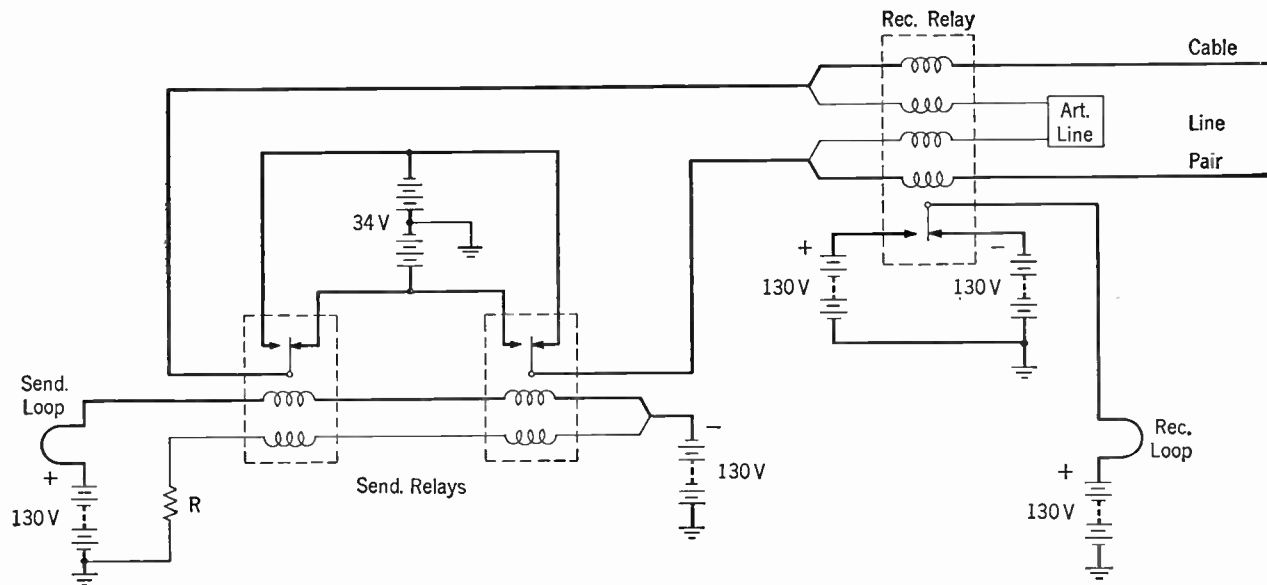 Rec. Relay
Cable
Art.
Line
Line
Pair
34 V
+
130 V
−
130 V
Send.
Loop
+
130 V
R
Send. Relays
−
130 V
Rec.
Loop
+
130 V